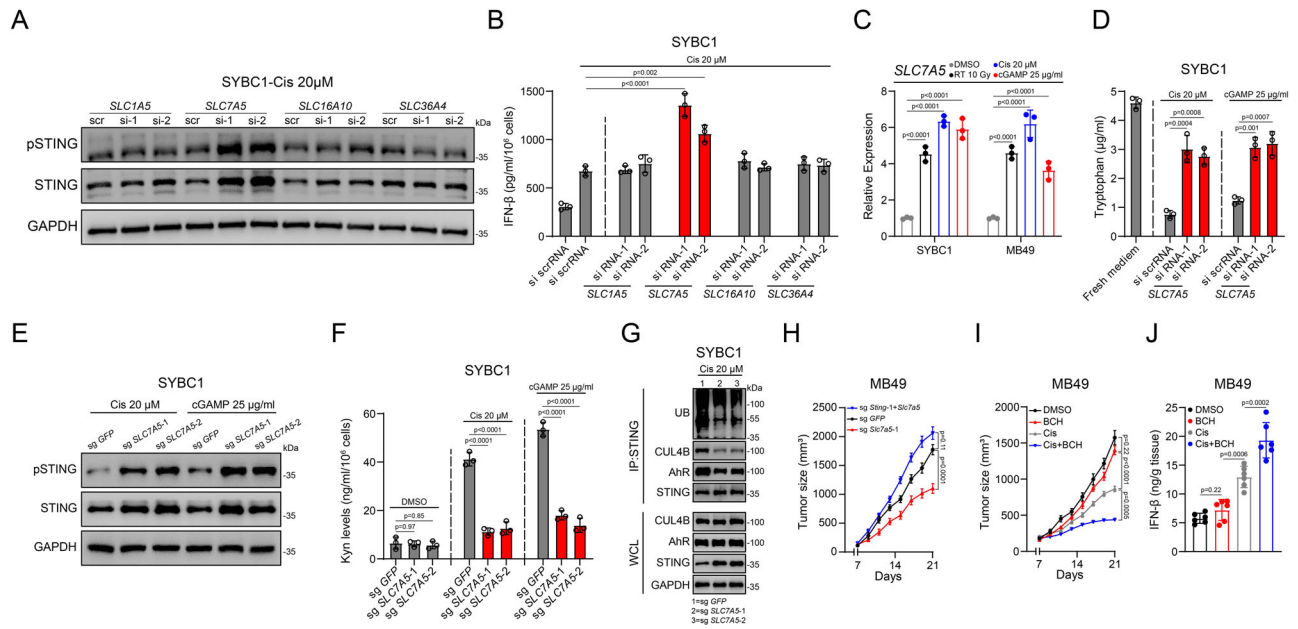 A
SYBC1-Cis 20μM
SLC1A5 SLC7A5 SLC16A10 SLC36A4
scr si-1 si-2 scr si-1 si-2 scr si-1 si-2 scr si-1 si-2 kDa
pSTING -35
STING -35
GAPDH -35
B
SYBC1
Cis 20 μM
p=0.002
p<0.0001
IFN-β (pg/ml/10⁶ cells)
2000
1500
1000
500
0
si scrRNA si scrRNA si RNA-1 si RNA-2 si RNA-1 si RNA-2 si RNA-1 si RNA-2 si RNA-1 si RNA-2
SLC1A5 SLC7A5 SLC16A10 SLC36A4
C
SLC7A5
DMSO Cis 20 μM
RT 10 Gy cGAMP 25 μg/ml
p<0.0001 p<0.0001
p<0.0001 p<0.0001
p<0.0001 p<0.0001
Relative Expression
8
6
4
2
0
SYBC1 MB49
D
SYBC1
Cis 20 μM cGAMP 25 μg/ml
p=0.0008 p=0.0007
p=0.0004 p=0.001
Tryptophan (μg/ml)
6
4
2
0
Fresh mediem si scrRNA si RNA-1 si RNA-2 si scrRNA si RNA-1 si RNA-2
SLC7A5 SLC7A5
E
SYBC1
Cis 20 μM cGAMP 25 μg/ml
sg GFP sg SLC7A5-1 sg SLC7A5-2 sg GFP sg SLC7A5-1 sg SLC7A5-2 kDa
pSTING -35
STING -35
GAPDH -35
F
SYBC1
cGAMP 25 μg/ml
p<0.0001
p<0.0001
Cis 20 μM
p<0.0001
p<0.0001
DMSO
p=0.85
p=0.97
Kyn levels (ng/ml/10⁶ cells)
60
40
20
0
sg GFP sg SLC7A5-1 sg SLC7A5-2 sg GFP sg SLC7A5-1 sg SLC7A5-2 sg GFP sg SLC7A5-1 sg SLC7A5-2
G
SYBC1
Cis 20 μM
1 2 3 kDa
IP:STING
UB -100
-55
CUL4B -100
AhR -100
STING -35
WCL
CUL4B -100
AhR -100
STING -35
GAPDH -35
1=sg GFP
2=sg SLC7A5-1
3=sg SLC7A5-2
H
MB49
sg Sting-1+Slc7a5
sg GFP
sg Slc7a5-1
p=0.11
p<0.0001
Tumor size (mm³)
2500
2000
1500
1000
500
0
7 14 21
Days
I
MB49
DMSO
BCH
Cis
Cis+BCH
p=0.22
p<0.0001
p=0.0005
Tumor size (mm³)
2000
1500
1000
500
0
7 14 21
Days
J
MB49
DMSO
BCH
Cis
Cis+BCH
p=0.0002
p=0.0006
p=0.22
IFN-β (ng/g tissue)
30
20
10
0